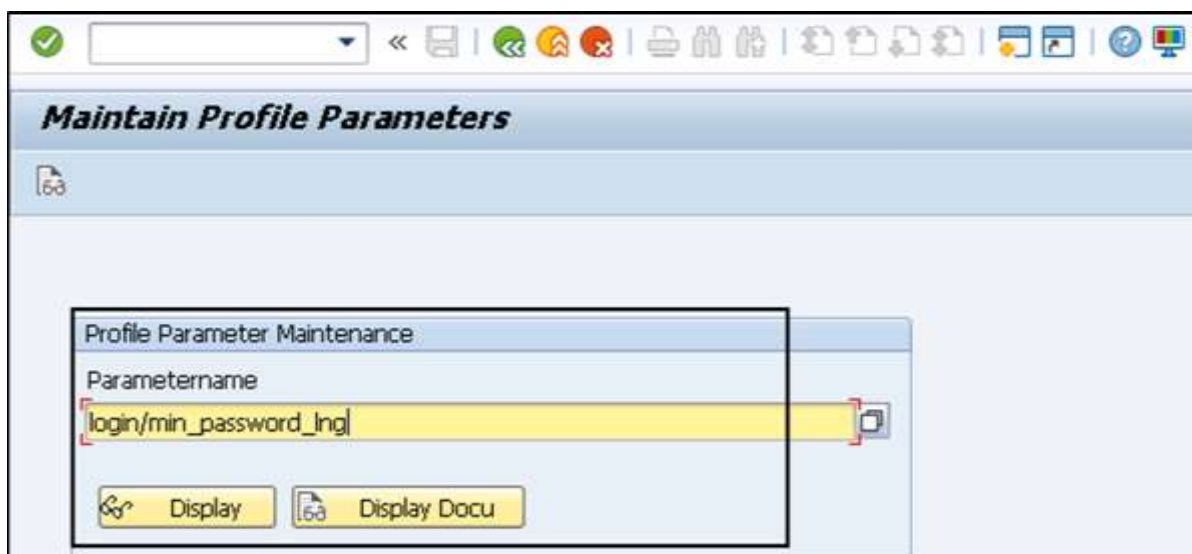 Maintain Profile Parameters
Profile Parameter Maintenance
Parametername
login/min_password_lng
Display
Display Docu